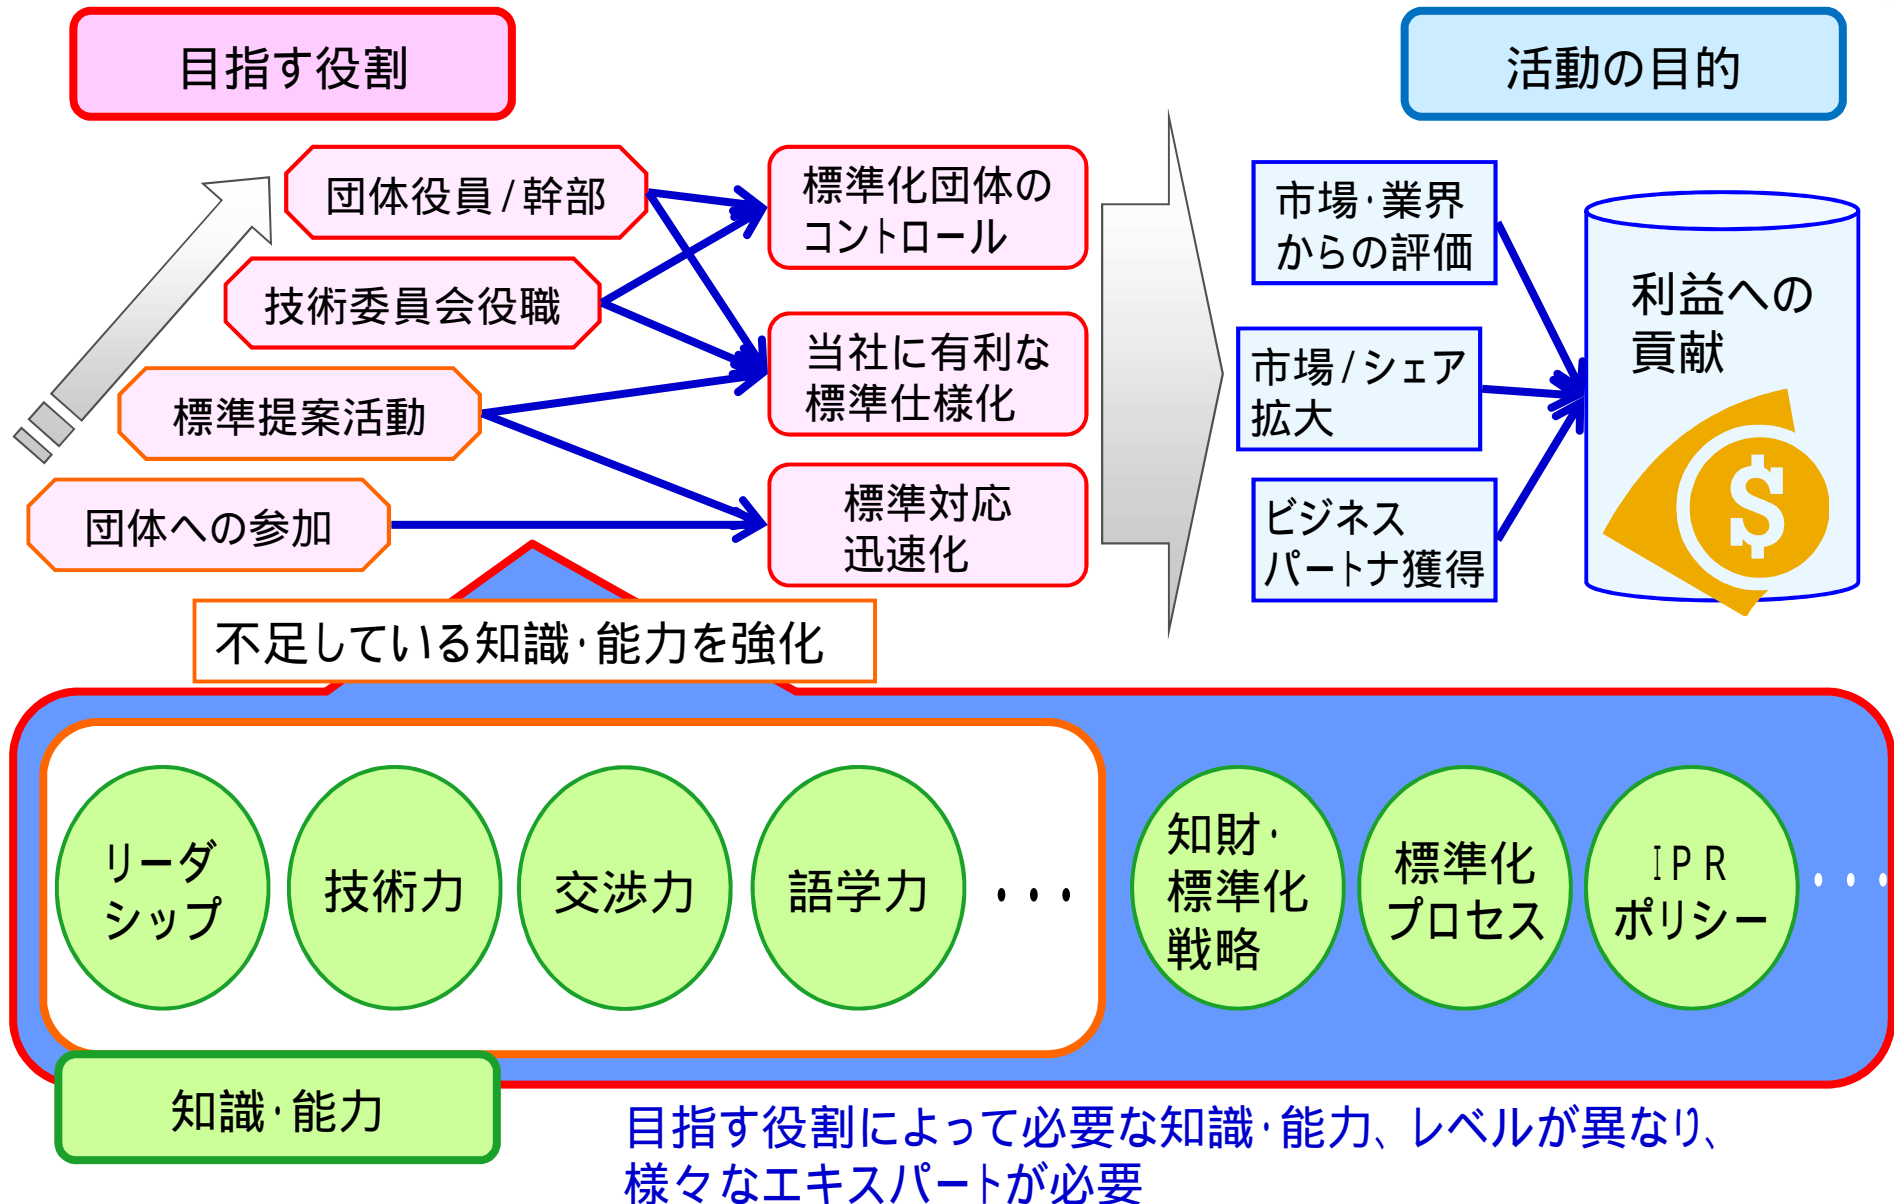 目指す役割
活動の目的
団体役員/幹部
技術委員会役職
標準提案活動
団体への参加
標準化団体の
コントロール
当社に有利な
標準仕様化
標準対応
迅速化
市場・業界
からの評価
市場/シェア
拡大
ビジネス
パートナ獲得
利益への
貢献
$
不足している知識・能力を強化
リーダ
シップ
技術力
交渉力
語学力
・・・
知財・
標準化
戦略
標準化
プロセス
IPR
ポリシー
・・・
知識・能力
目指す役割によって必要な知識・能力、レベルが異なり、
様々なエキスパートが必要